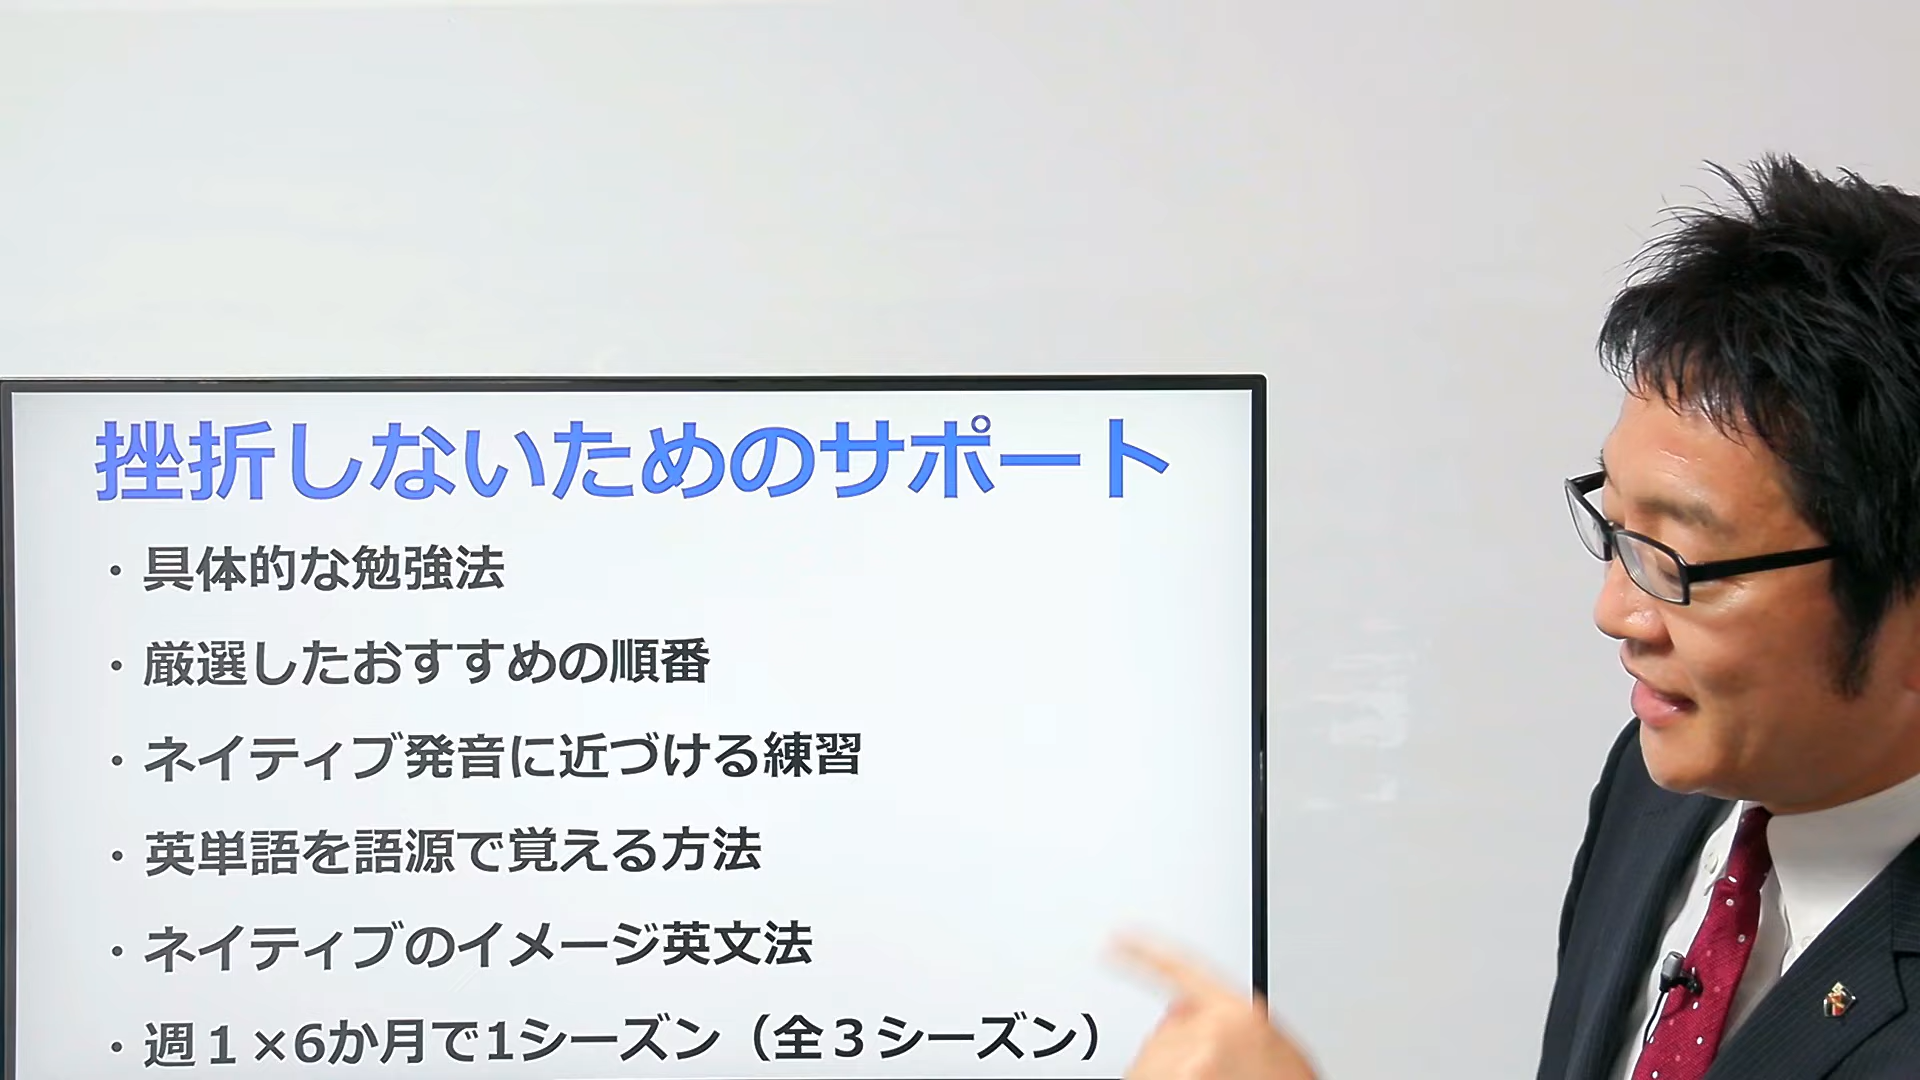 挫折しないためのサポート
・具体的な勉強法
・厳選したおすすめの順番
・ネイティブ発音に近づける練習
・英単語を語源で覚える方法
・ネイティブのイメージ英文法
・週１×6か月で1シーズン（全３シーズン）